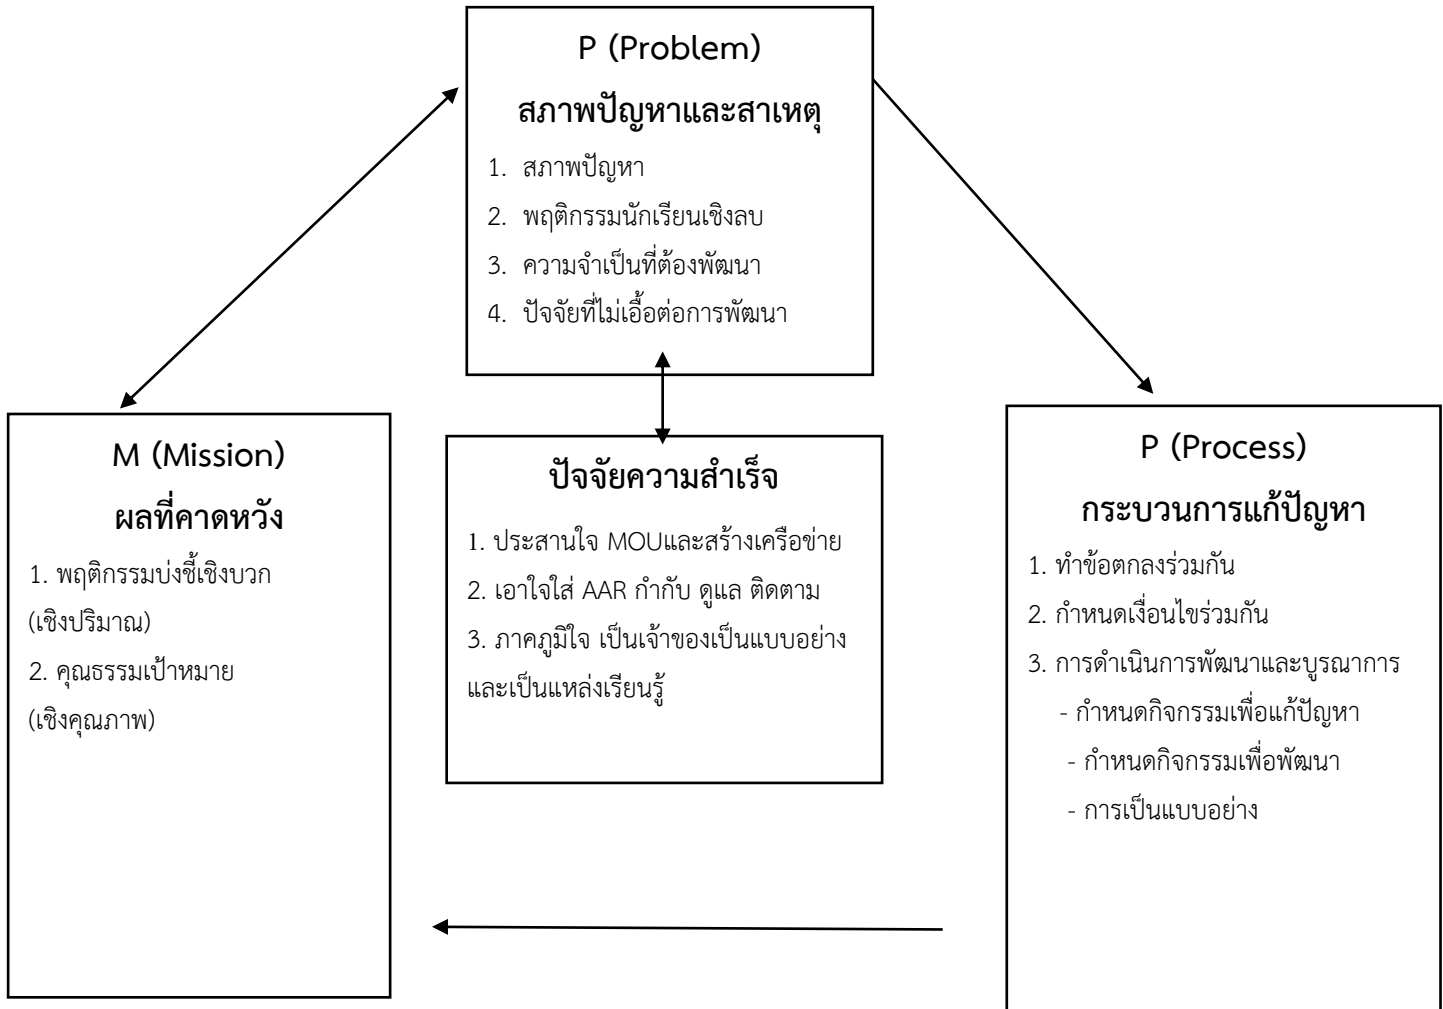 P (Problem)
สภาพปัญหาและสาเหตุ
1. สภาพปัญหา
2. พฤติกรรมนักเรียนเชิงลบ
3. ความจำเป็นที่ต้องพัฒนา
4. ปัจจัยที่ไม่เอื้อต่อการพัฒนา
M (Mission)
ผลที่คาดหวัง
1. พฤติกรรมบ่งชี้เชิงบวก
(เชิงปริมาณ)
2. คุณธรรมเป้าหมาย
(เชิงคุณภาพ)
ปัจจัยความสำเร็จ
1. ประสานใจ MOUและสร้างเครือข่าย
2. เอาใจใส่ AAR กำกับ ดูแล ติดตาม
3. ภาคภูมิใจ เป็นเจ้าของเป็นแบบอย่าง
และเป็นแหล่งเรียนรู้
P (Process)
กระบวนการแก้ปัญหา
1. ทำข้อตกลงร่วมกัน
2. กำหนดเงื่อนไขร่วมกัน
3. การดำเนินการพัฒนาและบูรณาการ
- กำหนดกิจกรรมเพื่อแก้ปัญหา
- กำหนดกิจกรรมเพื่อพัฒนา
- การเป็นแบบอย่าง